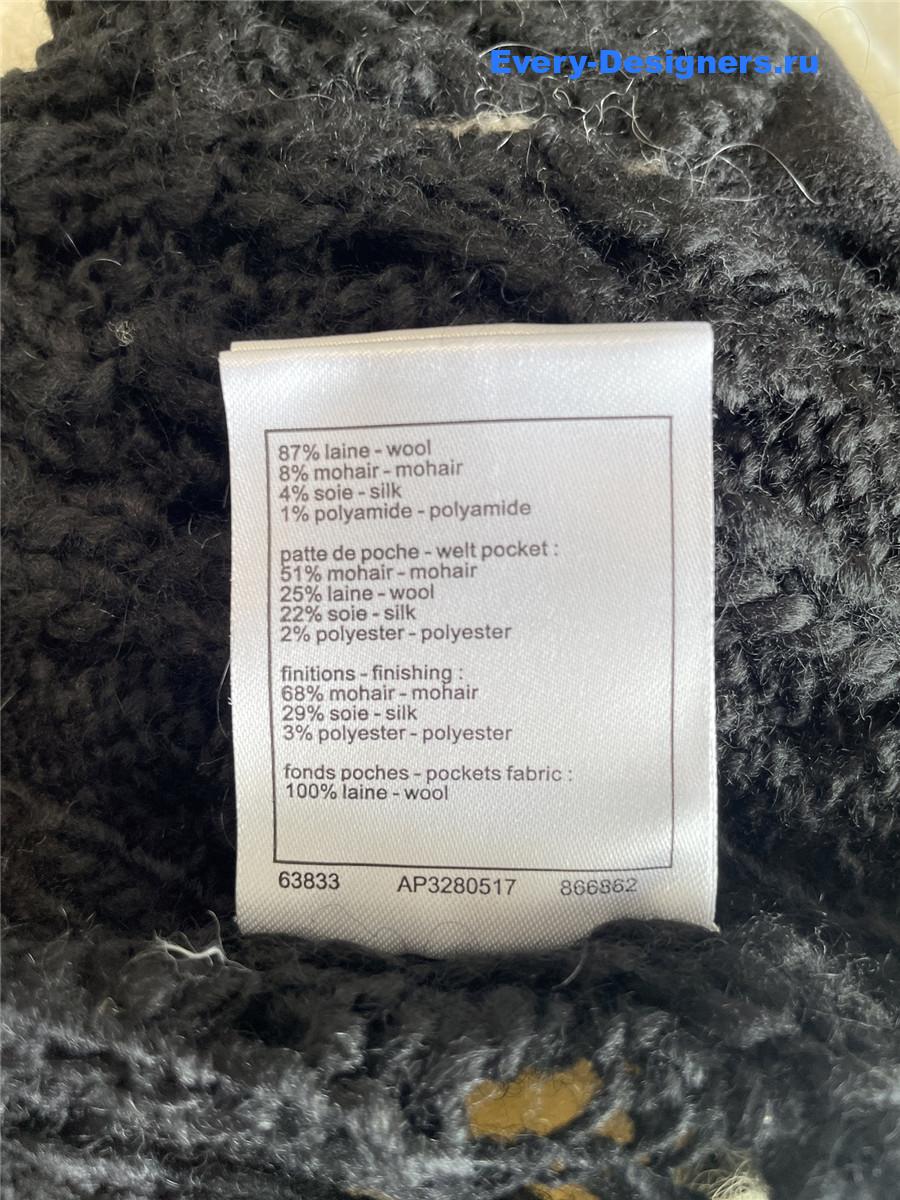 Every-Designers.ru
87% laine - wool
8% mohair - mohair
4% soie - silk
1% polyamide - polyamide
patte de poche - welt pocket :
51% mohair - mohair
25% laine - wool
22% soie - silk
2% polyester - polyester
finitions - finishing :
68% mohair - mohair
29% soie - silk
3% polyester - polyester
fonds poches - pockets fabric :
100% laine - wool
63833 AP3280517 866862